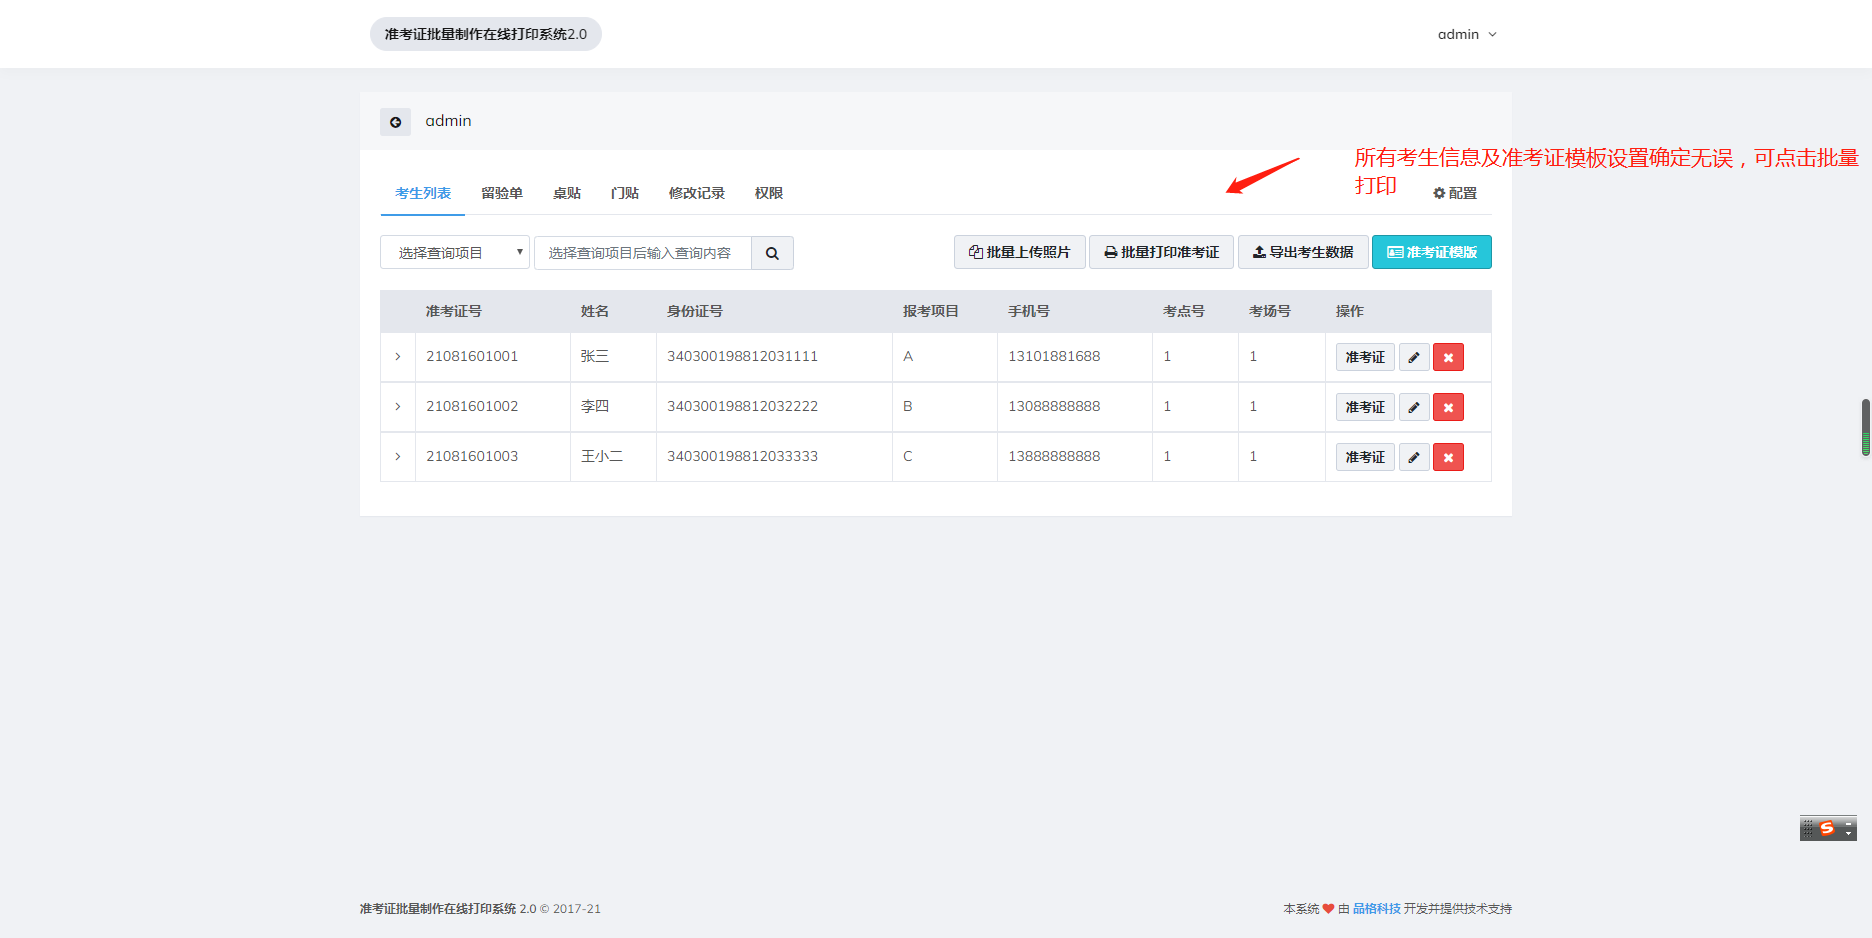 准考证批量制作在线打印系统2.0
admin
admin
所有考生信息及准考证模板设置确定无误，可点击批量
打印
考生列表 留验单 桌贴 门贴 修改记录 权限 配置
选择查询项目 选择查询项目后输入查询内容 批量上传照片 批量打印准考证 导出考生数据 准考证模版
准考证号 姓名 身份证号 报考项目 手机号 考点号 考场号 操作
21081601001 张三 340300198812031111 A 13101881688 1 1 准考证
21081601002 李四 340300198812032222 B 13088888888 1 1 准考证
21081601003 王小二 340300198812033333 C 13888888888 1 1 准考证
准考证批量制作在线打印系统 2.0 © 2017-21
本系统 ❤ 由 品格科技 开发并提供技术支持